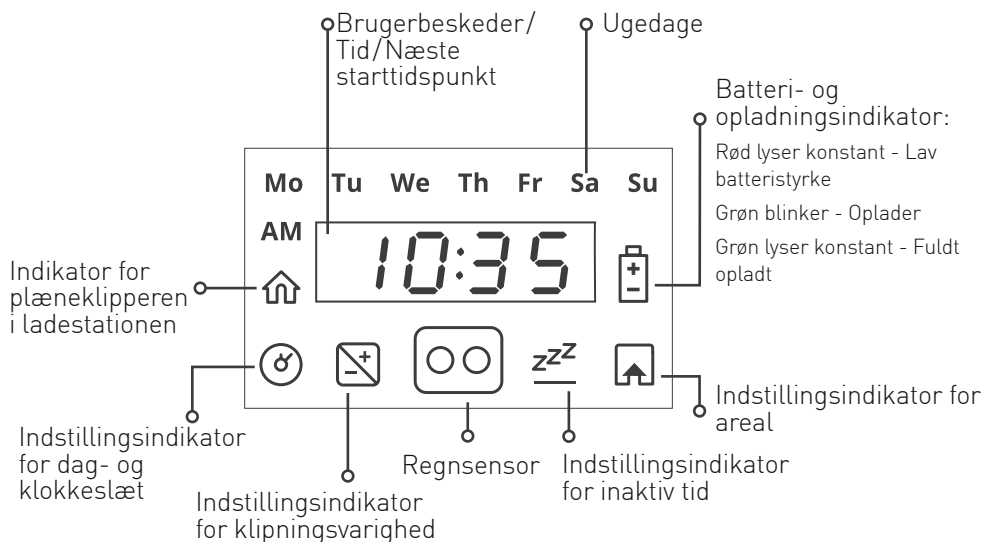 Brugerbeskeder/
Tid/Næste
starttidspunkt
Ugedage
Batteri- og
opladningsindikator:
Rød lyser konstant - Lav
batteristyrke
Grøn blinker - Oplader
Grøn lyser konstant - Fuldt
opladt
Mo Tu We Th Fr Sa Su
AM
10:35
Indikator for
plæneklipperen
i ladestationen
zzz
Indstillingsindikator for
areal
Indstillingsindikator
for dag- og
klokkeslæt
Indstillingsindikator
for klipningsvarighed
Regnsensor
Indstillingsindikator
for inaktiv tid